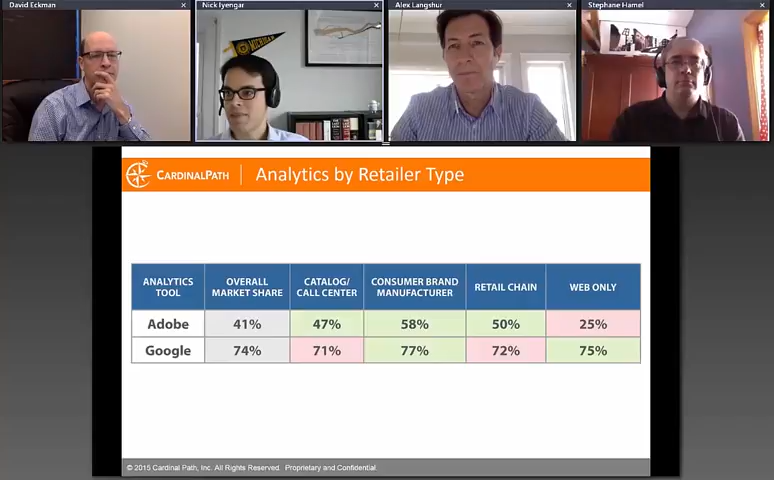 David Eckman
Nick Iyengar
Alex Langshur
Stephane Hamel
MICHIGAN
CARDINALPATH
Analytics by Retailer Type
ANALYTICS TOOL OVERALL MARKET SHARE CATALOG/ CALL CENTER CONSUMER BRAND MANUFACTURER RETAIL CHAIN WEB ONLY
Adobe 41% 47% 58% 50% 25%
Google 74% 71% 77% 72% 75%
© 2015 Cardinal Path, Inc. All Rights Reserved. Proprietary and Confidential.